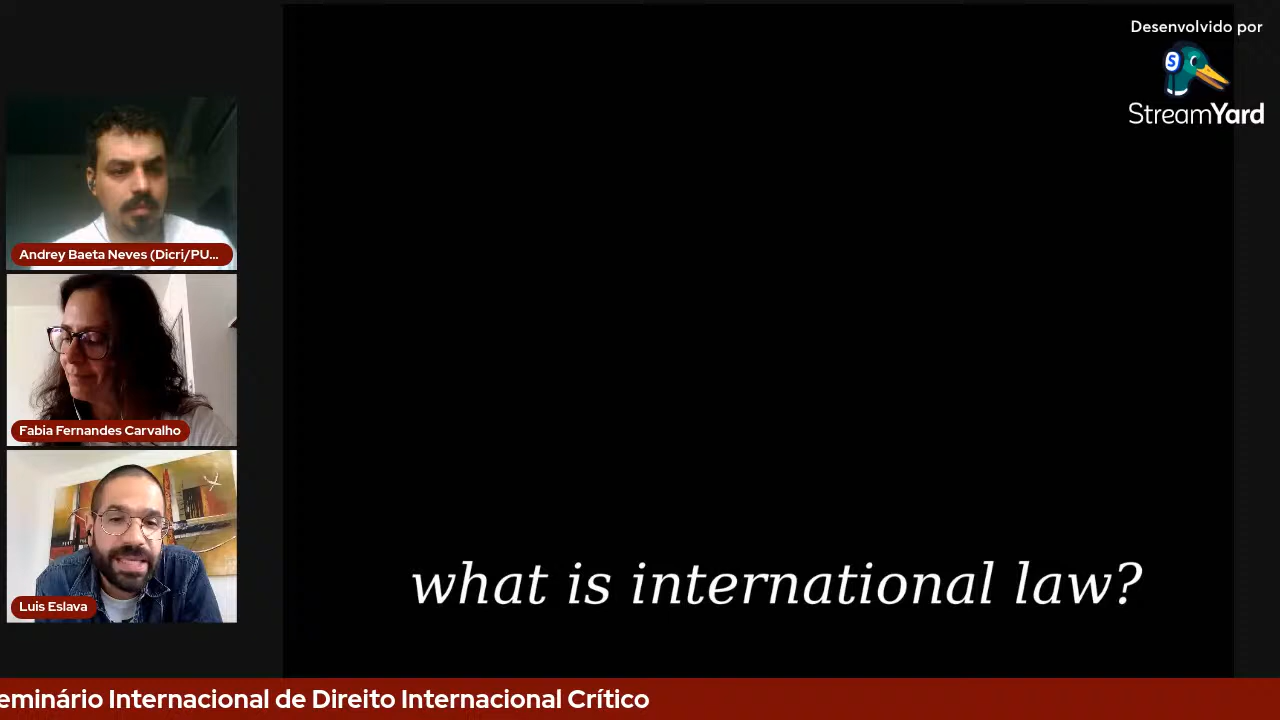 Desenvolvido por
StreamYard
Andrey Baeta Neves (Dicri/PU...
Fabia Fernandes Carvalho
Luis Eslava
what is international law?
eminário Internacional de Direito Internacional Crítico